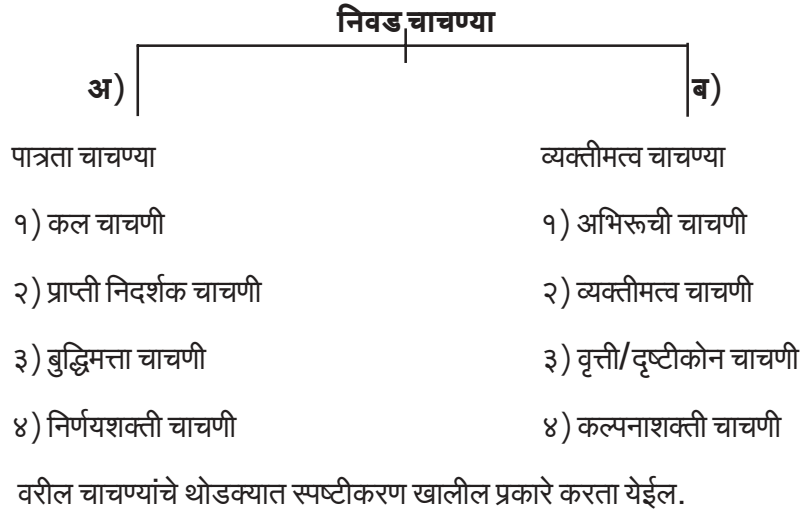 निवड चाचण्या
अ) ब)
पात्रता चाचण्या व्यक्तीमत्व चाचण्या
१) कल चाचणी १) अभिरूची चाचणी
२) प्राप्ती निदर्शक चाचणी २) व्यक्तीमत्व चाचणी
३) बुद्धिमत्ता चाचणी ३) वृत्ती/दृष्टीकोन चाचणी
४) निर्णयशक्ती चाचणी ४) कल्पनाशक्ती चाचणी
वरील चाचण्यांचे थोडक्यात स्पष्टीकरण खालील प्रकारे करता येईल.